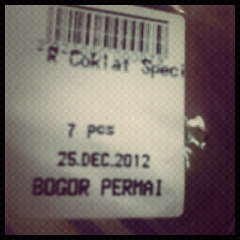 "R"Coklat Speci
7 pcs
25.DEC.2012
BOGOR PERMAI